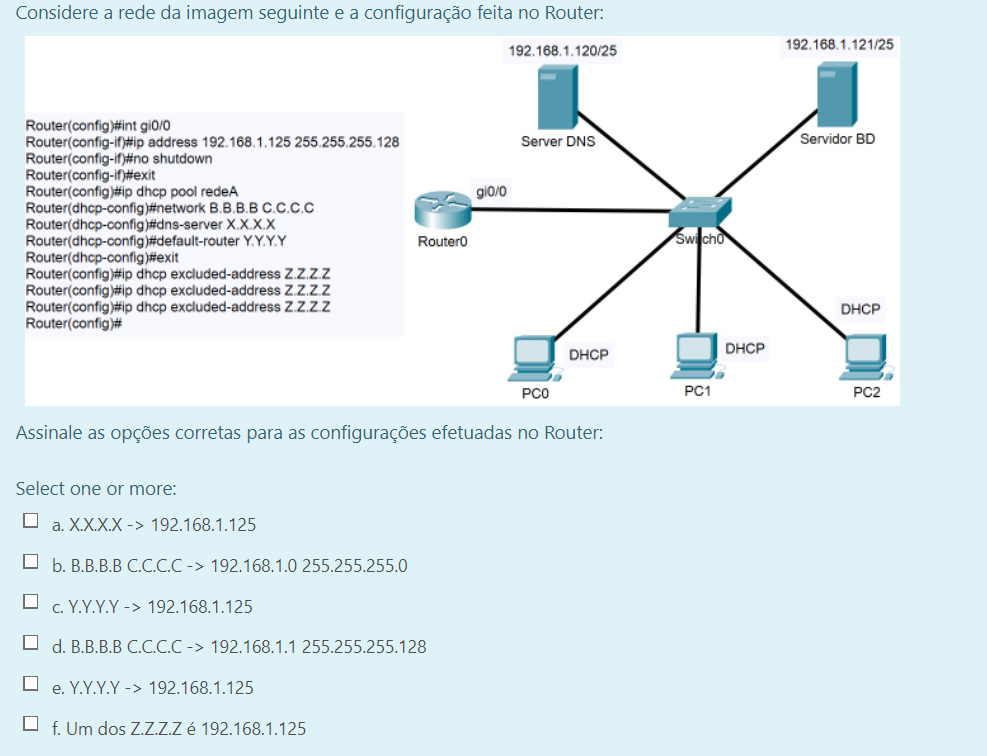 Considere a rede da imagem seguinte e a configuração feita no Router:
192.168.1.120/25
192.168.1.121/25
Router(config)#int gi0/0
Router(config-if)#ip address 192.168.1.125 255.255.255.128
Router(config-if)#no shutdown
Router(config-if)#exit
Router(config)#ip dhcp pool redeA
Router(dhcp-config)#network B.B.B.B C.C.C.C
Router(dhcp-config)#dns-server X.X.X.X
Router(dhcp-config)#default-router Y.Y.Y.Y
Router(dhcp-config)#exit
Router(config)#ip dhcp excluded-address Z.Z.Z.Z
Router(config)#ip dhcp excluded-address Z.Z.Z.Z
Router(config)#ip dhcp excluded-address Z.Z.Z.Z
Router(config)#
Server DNS
Servidor BD
gi0/0
Router0
Switch0
DHCP
DHCP
DHCP
PC0
PC1
PC2
Assinale as opções corretas para as configurações efetuadas no Router:
Select one or more:
a. X.X.X.X -> 192.168.1.125
b. B.B.B.B C.C.C.C -> 192.168.1.0 255.255.255.0
c. Y.Y.Y.Y -> 192.168.1.125
d. B.B.B.B C.C.C.C -> 192.168.1.1 255.255.255.128
e. Y.Y.Y.Y -> 192.168.1.125
f. Um dos Z.Z.Z.Z é 192.168.1.125